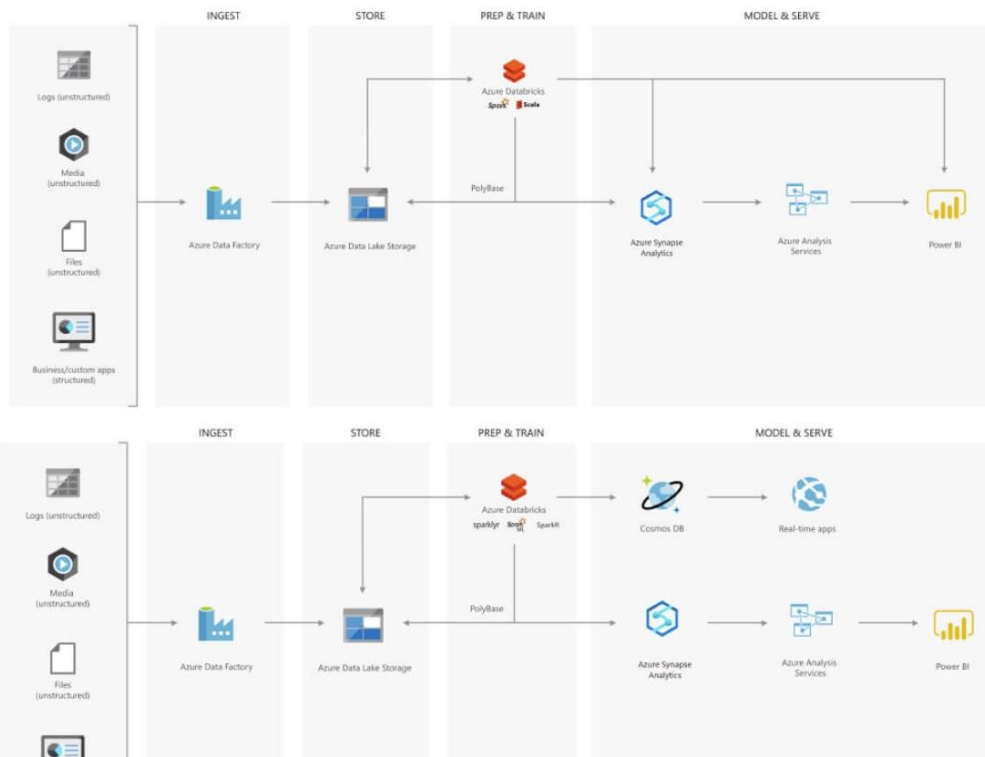 INGEST
STORE
PREP & TRAIN
MODEL & SERVE
Logs (unstructured)
Media
(unstructured)
Files
(unstructured)
Business/custom apps
(structured)
Azure Data Factory
Azure Data Lake Storage
Azure Databricks
Spark Scala
PolyBase
Azure Synapse
Analytics
Azure Analysis
Services
Power BI
INGEST
STORE
PREP & TRAIN
MODEL & SERVE
Logs (unstructured)
Media
(unstructured)
Files
(unstructured)
Azure Data Factory
Azure Data Lake Storage
Azure Databricks
sparklyr Spark ML SparkR
PolyBase
Cosmos DB
Real-time apps
Azure Synapse
Analytics
Azure Analysis
Services
Power BI